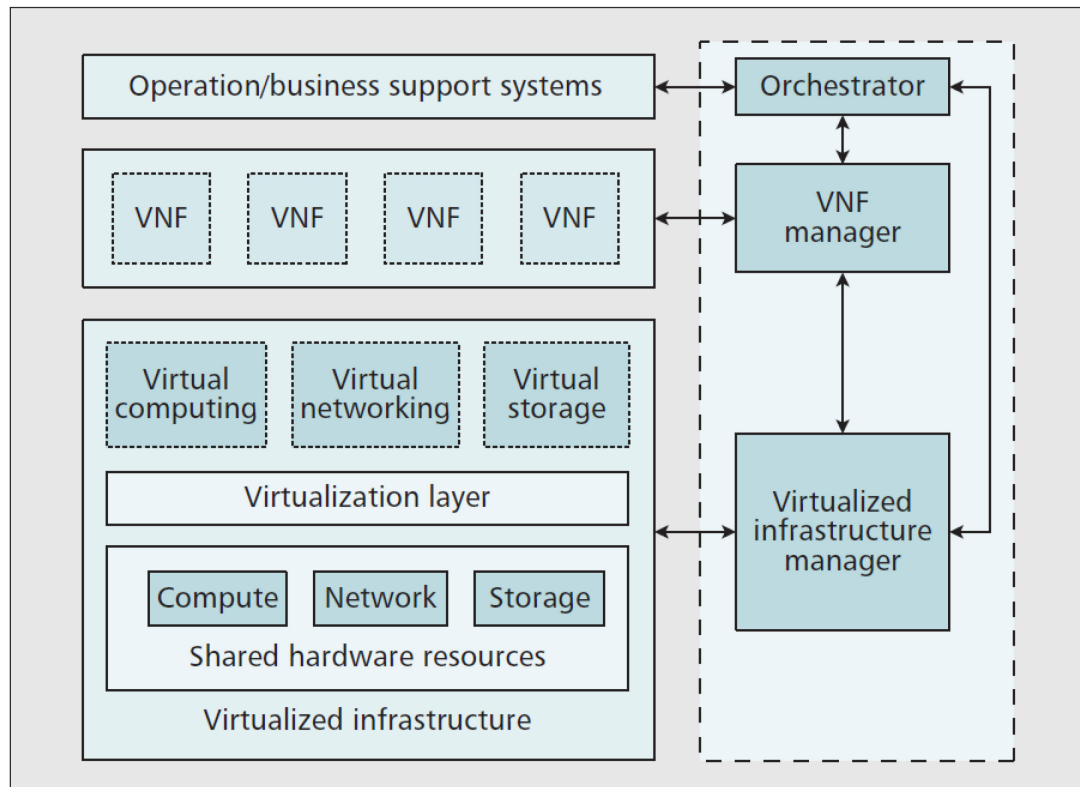 Operation/business support systems
Orchestrator
VNF
VNF
VNF
VNF
VNF
manager
Virtual
computing
Virtual
networking
Virtual
storage
Virtualization layer
Compute
Network
Storage
Shared hardware resources
Virtualized infrastructure
Virtualized
infrastructure
manager